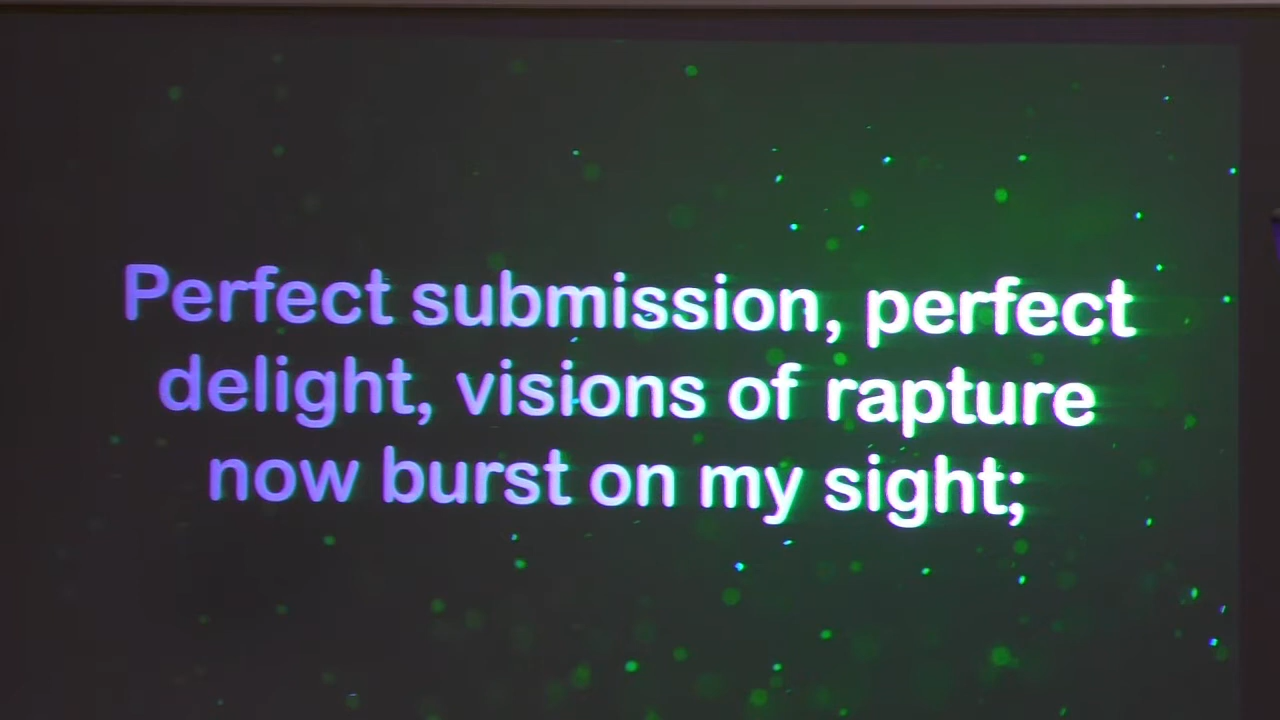 Perfect submission, perfect
delight, visions of rapture
now burst on my sight;